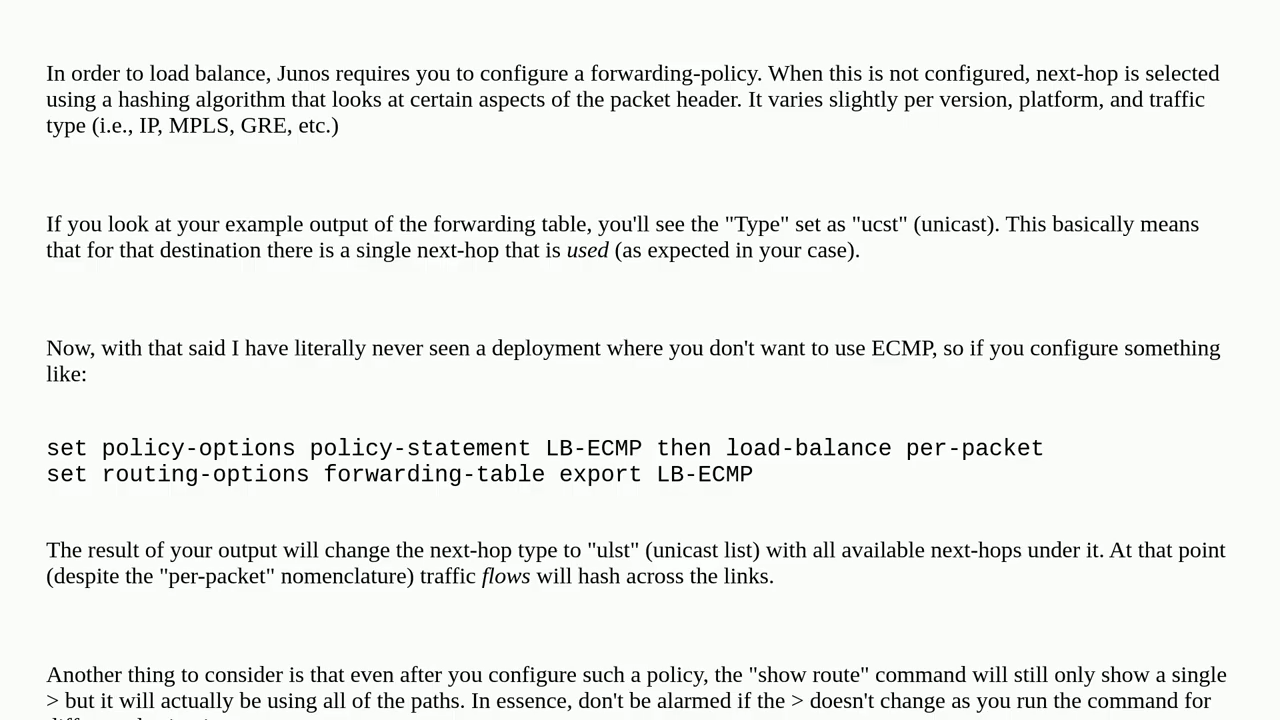 In order to load balance, Junos requires you to configure a forwarding-policy. When this is not configured, next-hop is selected
using a hashing algorithm that looks at certain aspects of the packet header. It varies slightly per version, platform, and traffic
type (i.e., IP, MPLS, GRE, etc.)
If you look at your example output of the forwarding table, you'll see the "Type" set as "ucst" (unicast). This basically means
that for that destination there is a single next-hop that is used (as expected in your case).
Now, with that said I have literally never seen a deployment where you don't want to use ECMP, so if you configure something
like:
set policy-options policy-statement LB-ECMP then load-balance per-packet
set routing-options forwarding-table export LB-ECMP
The result of your output will change the next-hop type to "ulst" (unicast list) with all available next-hops under it. At that point
(despite the "per-packet" nomenclature) traffic flows will hash across the links.
Another thing to consider is that even after you configure such a policy, the "show route" command will still only show a single
> but it will actually be using all of the paths. In essence, don't be alarmed if the > doesn't change as you run the command for